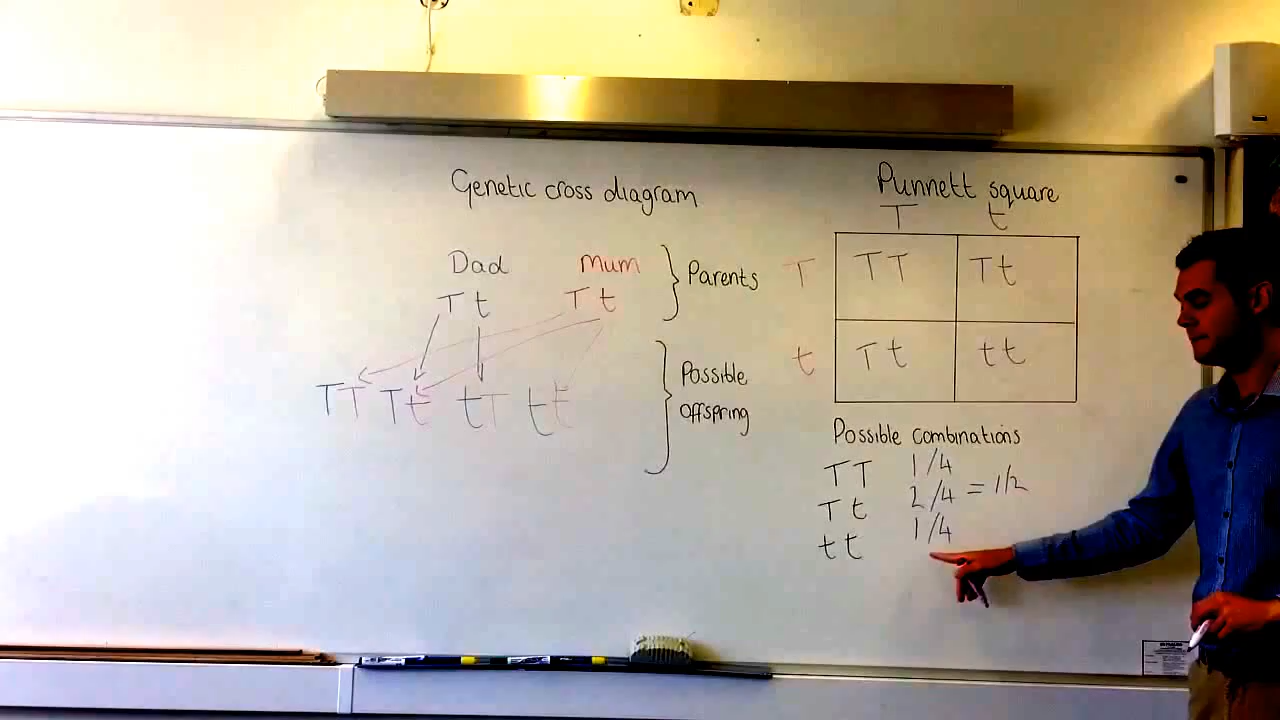 Genetic cross diagram
Dad Mum
T t T t
Parents
TT Tt tT tt
Possible
offspring
Punnett square
T t
T TT Tt
t Tt tt
Possible combinations
TT 1/4
Tt 2/4 = 1/2
tt 1/4